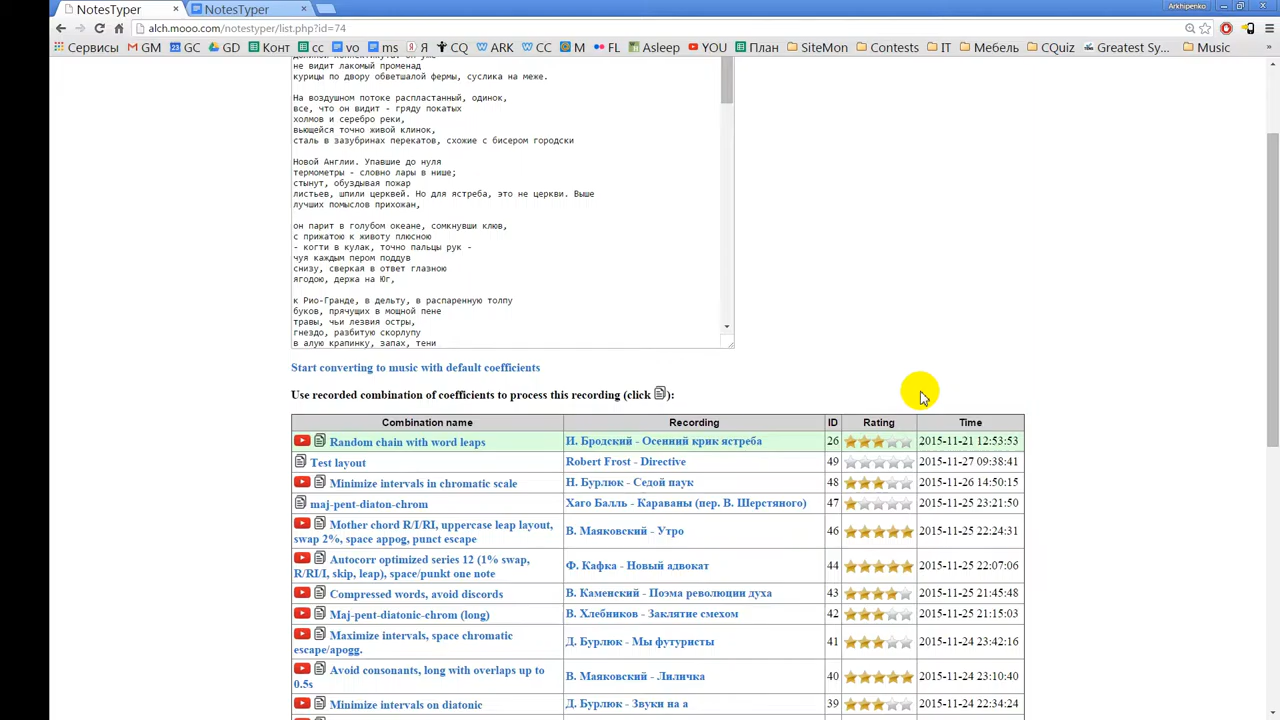 NotesTyper × NotesTyper × Arkhipenko
alch.mooo.com/notestyper/list.php?id=74
Сервисы GM GC GD Конт cc vo ms Я CQ ARK CC М FL Asleep YOU План SiteMon Contests IT Мебель CQuiz Greatest Sy... Music »
не видит лакомый променад
курицы по двору обветшалой фермы, суслика на меже.
На воздушном потоке распластанный, одинок,
все, что он видит - гряду покатых
холмов и серебро реки,
вьющейся точно живой клинок,
сталь в зазубринах перекатов, схожие с бисером городски
Новой Англии. Упавшие до нуля
термометры - словно лары в нише;
стынут, обуздывая пожар
листьев, шпили церквей. Но для ястреба, это не церкви. Выше
лучших помыслов прихожан,
он парит в голубом океане, сомкнувши клюв,
с прижатою к животу плюсною
- когти в кулак, точно пальцы рук -
чуя каждым пером поддув
снизу, сверкая в ответ глазною
ягодою, держа на Юг,
к Рио-Гранде, в дельту, в распаренную толпу
буков, прячущих в мощной пене
травы, чьи лезвия остры,
гнездо, разбитую скорлупу
в алую крапинку, запах, тени
Start converting to music with default coefficients
Use recorded combination of coefficients to process this recording (click ):
Combination name Recording ID Rating Time
Random chain with word leaps И. Бродский - Осенний крик ястреба 26 2015-11-21 12:53:53
Test layout Robert Frost - Directive 49 2015-11-27 09:38:41
Minimize intervals in chromatic scale Н. Бурлюк - Седой паук 48 2015-11-26 14:50:15
maj-pent-diaton-chrom Хаго Балль - Караваны (пер. В. Шерстяного) 47 2015-11-25 23:21:50
Mother chord R/I/RI, uppercase leap layout,
swap 2%, space appog, punct escape В. Маяковский - Утро 46 2015-11-25 22:24:31
Autocorr optimized series 12 (1% swap,
R/RI/I, skip, leap), space/punkt one note Ф. Кафка - Новый адвокат 44 2015-11-25 22:07:06
Compressed words, avoid discords В. Каменский - Поэма революции духа 43 2015-11-25 21:45:48
Maj-pent-diatonic-chrom (long) В. Хлебников - Заклятие смехом 42 2015-11-25 21:15:03
Maximize intervals, space chromatic
escape/apogg. Д. Бурлюк - Мы футуристы 41 2015-11-24 23:42:16
Avoid consonants, long with overlaps up to
0.5s В. Маяковский - Лиличка 40 2015-11-24 23:10:40
Minimize intervals on diatonic Д. Бурлюк - Звуки на а 39 2015-11-24 22:34:24